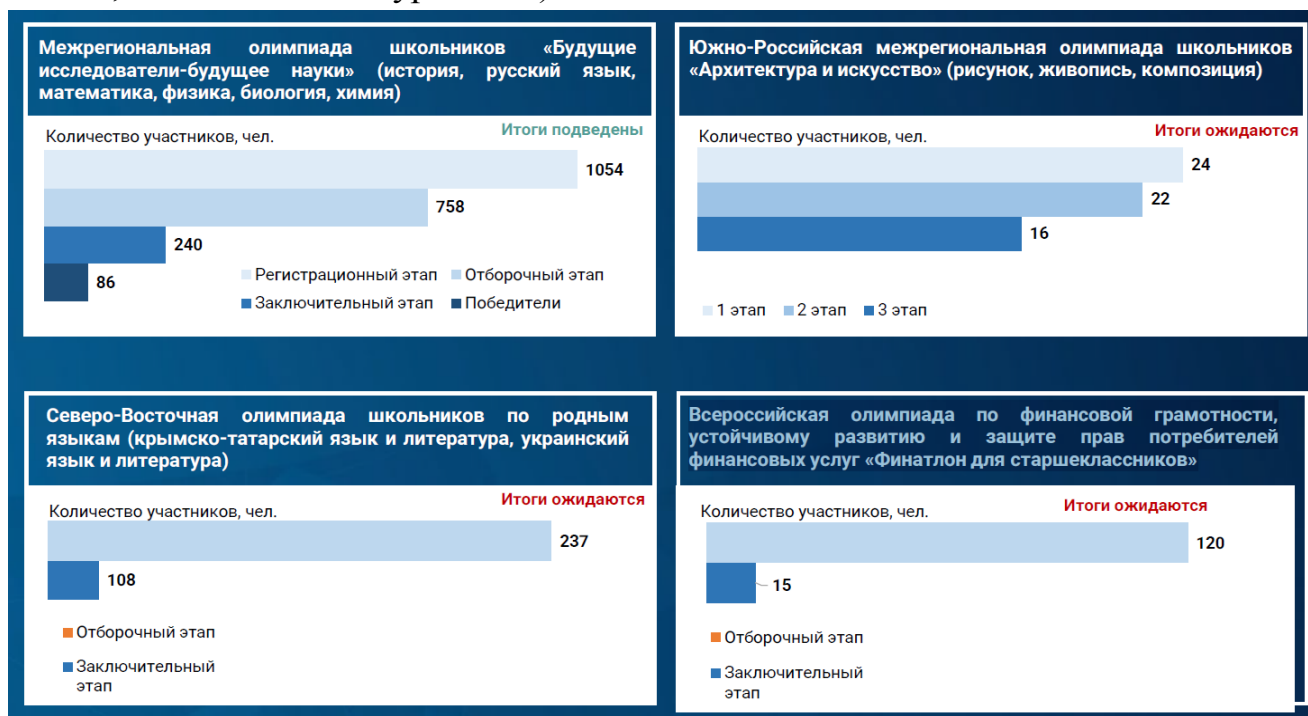 Межрегиональная олимпиада школьников «Будущие
исследователи-будущее науки» (история, русский язык,
математика, физика, биология, химия)
Итоги подведены
Количество участников, чел.
1054
758
240
86
Регистрационный этап
Отборочный этап
Заключительный этап
Победители
Южно-Российская межрегиональная олимпиада школьников
«Архитектура и искусство» (рисунок, живопись, композиция)
Итоги ожидаются
Количество участников, чел.
24
22
16
1 этап
2 этап
3 этап
Северо-Восточная олимпиада школьников по родным
языкам (крымско-татарский язык и литература, украинский
язык и литература)
Итоги ожидаются
Количество участников, чел.
237
108
Отборочный этап
Заключительный
этап
Всероссийская олимпиада по финансовой грамотности,
устойчивому развитию и защите прав потребителей
финансовых услуг «Финатлон для старшеклассников»
Итоги ожидаются
Количество участников, чел.
120
15
Отборочный этап
Заключительный
этап